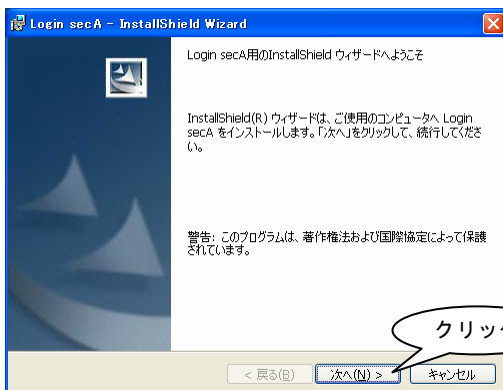 Login secA - InstallShield Wizard
Login secA用のInstallShield ウィザードへようこそ
InstallShield(R) ウィザードは、ご使用のコンピュータへ Login
secA をインストールします。「次へ」をクリックして、続行してくださ
い。
警告: このプログラムは、著作権法および国際協定によって保護
されています。
クリック
< 戻る(B) 次へ(N) > キャンセル